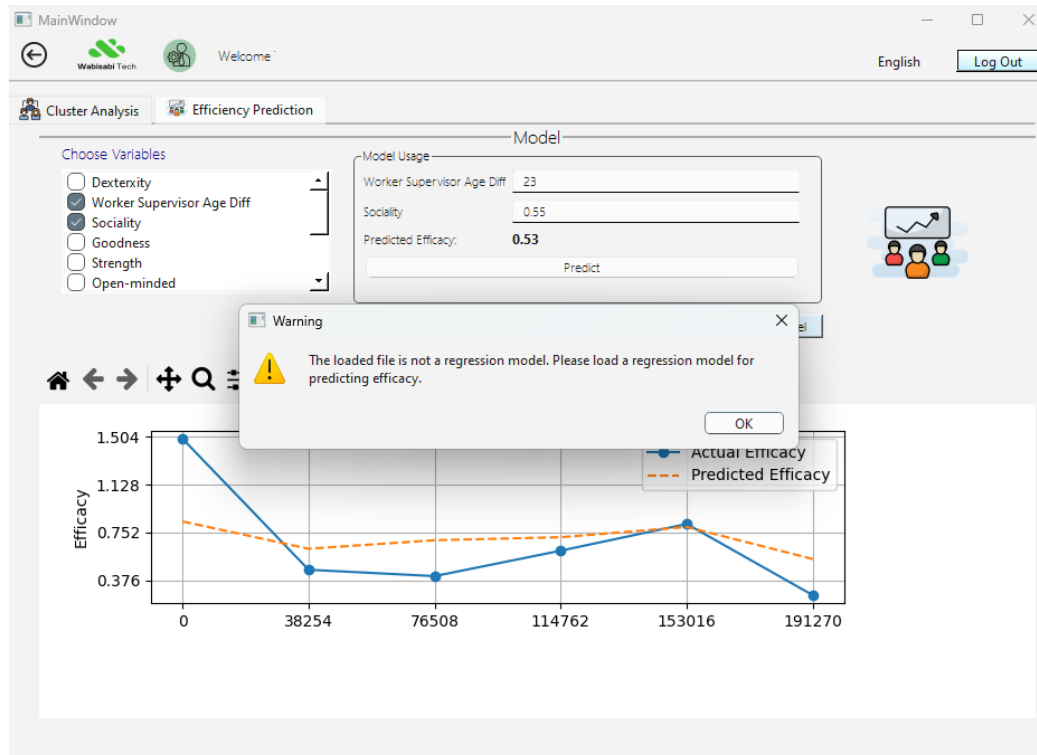 MainWindow
Wabisabi Tech
Welcome
English
Log Out
Cluster Analysis
Efficiency Prediction
Model
Choose Variables
Dexterxity
Worker Supervisor Age Diff
Sociality
Goodness
Strength
Open-minded
Model Usage
Worker Supervisor Age Diff 23
Sociality 0.55
Predicted Efficacy: 0.53
Predict
Warning
The loaded file is not a regression model. Please load a regression model for
predicting efficacy.
OK
Actual Efficacy
Predicted Efficacy
Efficacy
1.504
1.128
0.752
0.376
0 38254 76508 114762 153016 191270